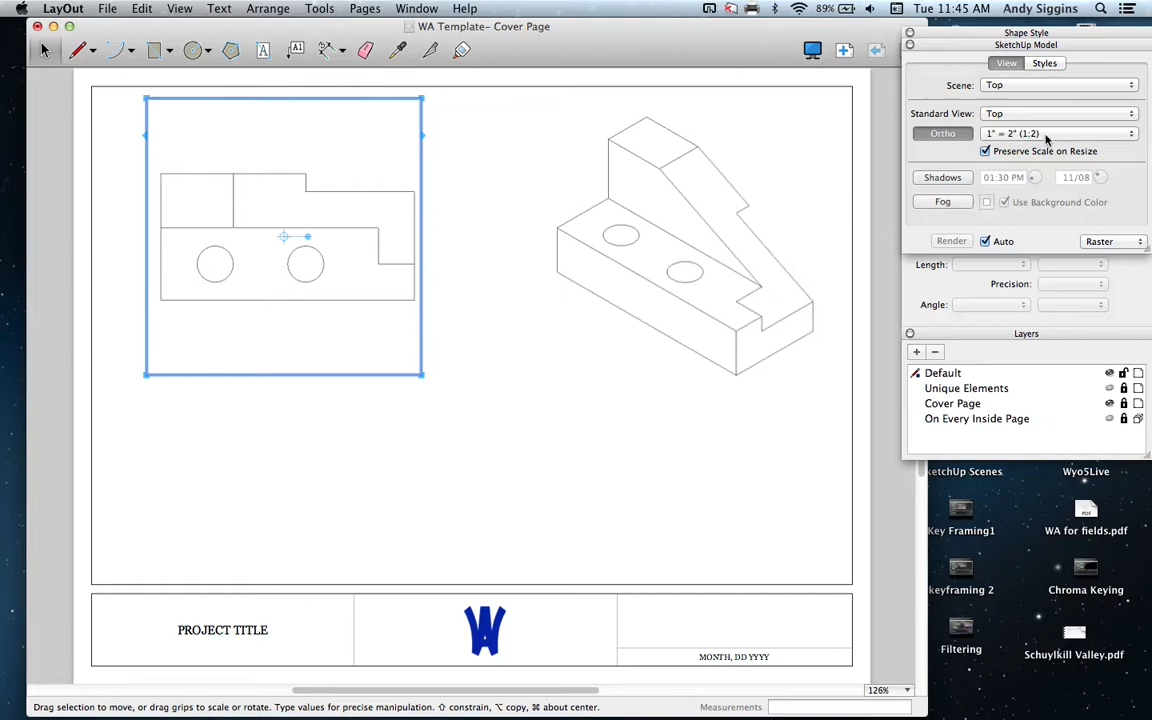 LayOut File Edit View Text Arrange Tools Pages Window Help 89% Tue 11:45 AM Andy Siggins
WA Template- Cover Page
A
A1
Shape Style
SketchUp Model
View Styles
Scene: Top
Standard View: Top
Ortho 1" = 2" (1:2)
Preserve Scale on Resize
Shadows 01:30 PM 11/08
Fog Use Background Color
Render Auto Raster
Length:
Precision:
Angle:
Layers
+ −
Default
Unique Elements
Cover Page
On Every Inside Page
ketchUp Scenes Wyo5Live
Key Framing1 WA for fields.pdf
keyframing 2 Chroma Keying
Filtering Schuylkill Valley.pdf
PDF
PROJECT TITLE
WA
MONTH, DD YYYY
126%
Drag selection to move, or drag grips to scale or rotate. Type values for precise manipulation. ⇧ constrain, ⌥ copy, ⌘ about center. Measurements